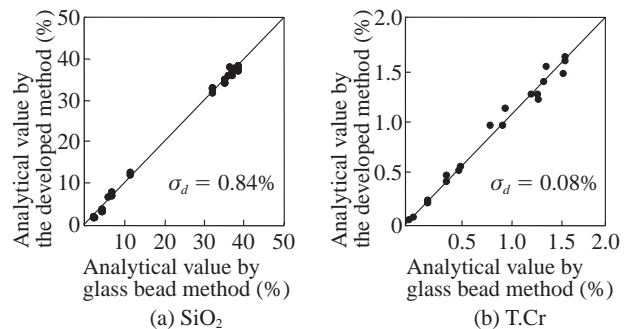 50
40
30
20
10
0
Analytical value by
the developed method (%)
σd = 0.84%
10 20 30 40 50
Analytical value by
glass bead method (%)
(a) SiO₂
2.0
1.5
1.0
0.5
0
Analytical value by
the developed method (%)
σd = 0.08%
0.5 1.0 1.5 2.0
Analytical value by
glass bead method (%)
(b) T.Cr